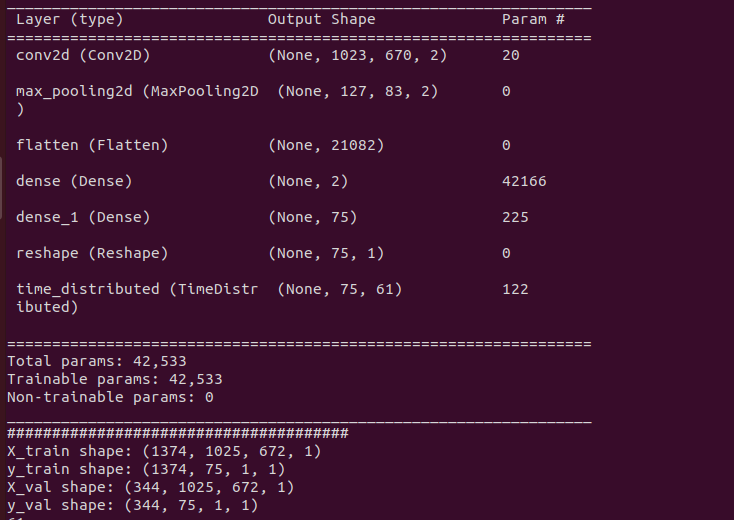 _________________________________________________________________
Layer (type)                Output Shape              Param #
=================================================================
conv2d (Conv2D)             (None, 1023, 670, 2)      20
max_pooling2d (MaxPooling2D  (None, 127, 83, 2)       0
)
flatten (Flatten)           (None, 21082)             0
dense (Dense)               (None, 2)                 42166
dense_1 (Dense)             (None, 75)                225
reshape (Reshape)           (None, 75, 1)             0
time_distributed (TimeDistr  (None, 75, 61)           122
ibuted)
=================================================================
Total params: 42,533
Trainable params: 42,533
Non-trainable params: 0
_________________________________________________________________
######################################
X_train shape: (1374, 1025, 672, 1)
y_train shape: (1374, 75, 1, 1)
X_val shape: (344, 1025, 672, 1)
y_val shape: (344, 75, 1, 1)